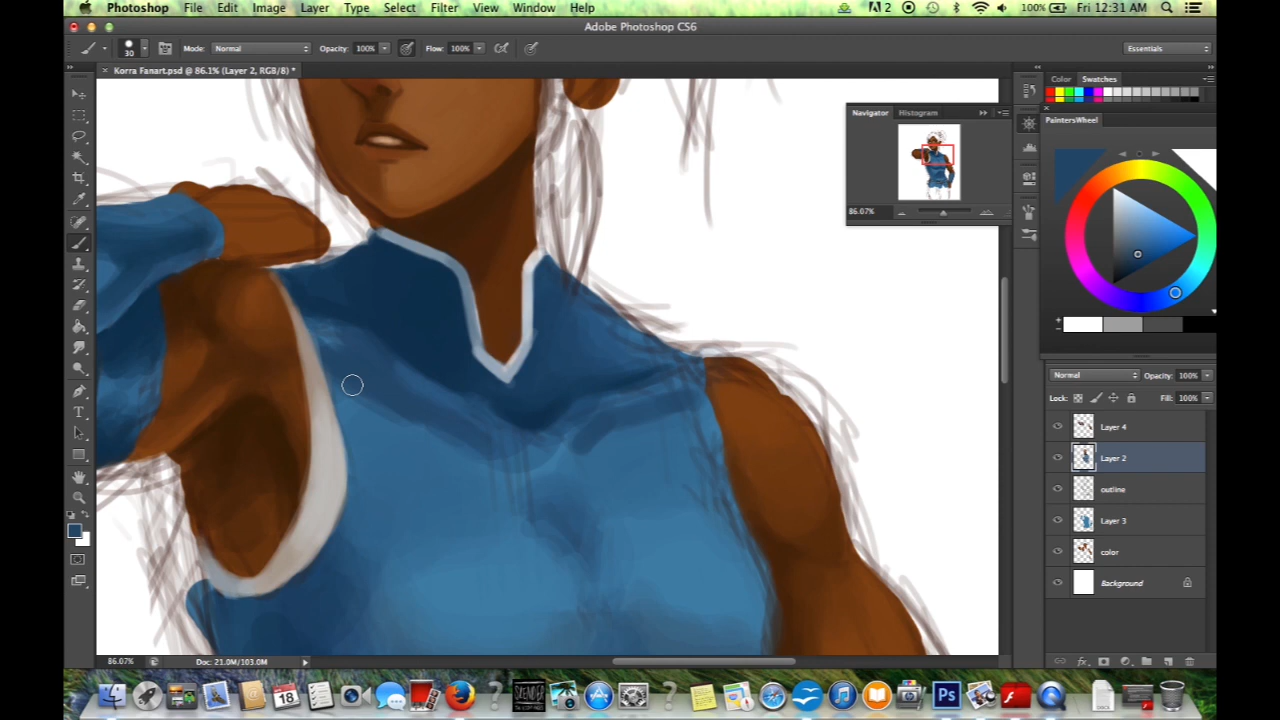 Photoshop File Edit Image Layer Type Select Filter View Window Help
2 100% Fri 12:31 AM
Adobe Photoshop CS6
30 Mode: Normal Opacity: 100% Flow: 100% Essentials
× Korra Fanart.psd @ 86.1% (Layer 2, RGB/8) *
Color Swatches
Navigator Histogram
PaintersWheel
86.07%
Normal Opacity: 100%
Lock: Fill: 100%
Layer 4
Layer 2
outline
Layer 3
color
Background
86.07% Doc: 21.0M/103.0M
18
Ps